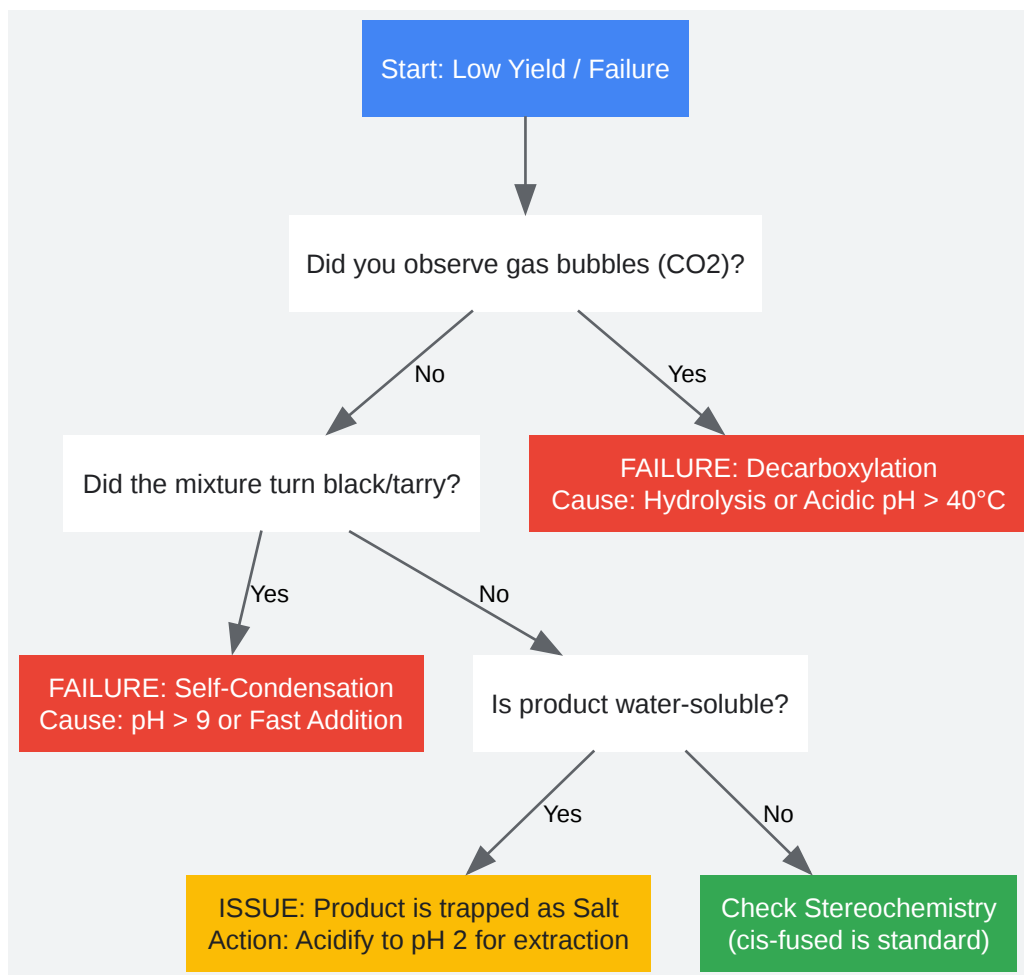 Start: Low Yield / Failure
Did you observe gas bubbles (CO2)?
No
Yes
Did the mixture turn black/tarry?
FAILURE: Decarboxylation
Cause: Hydrolysis or Acidic pH > 40°C
Yes
No
FAILURE: Self-Condensation
Cause: pH > 9 or Fast Addition
Is product water-soluble?
Yes
No
ISSUE: Product is trapped as Salt
Action: Acidify to pH 2 for extraction
Check Stereochemistry
(cis-fused is standard)